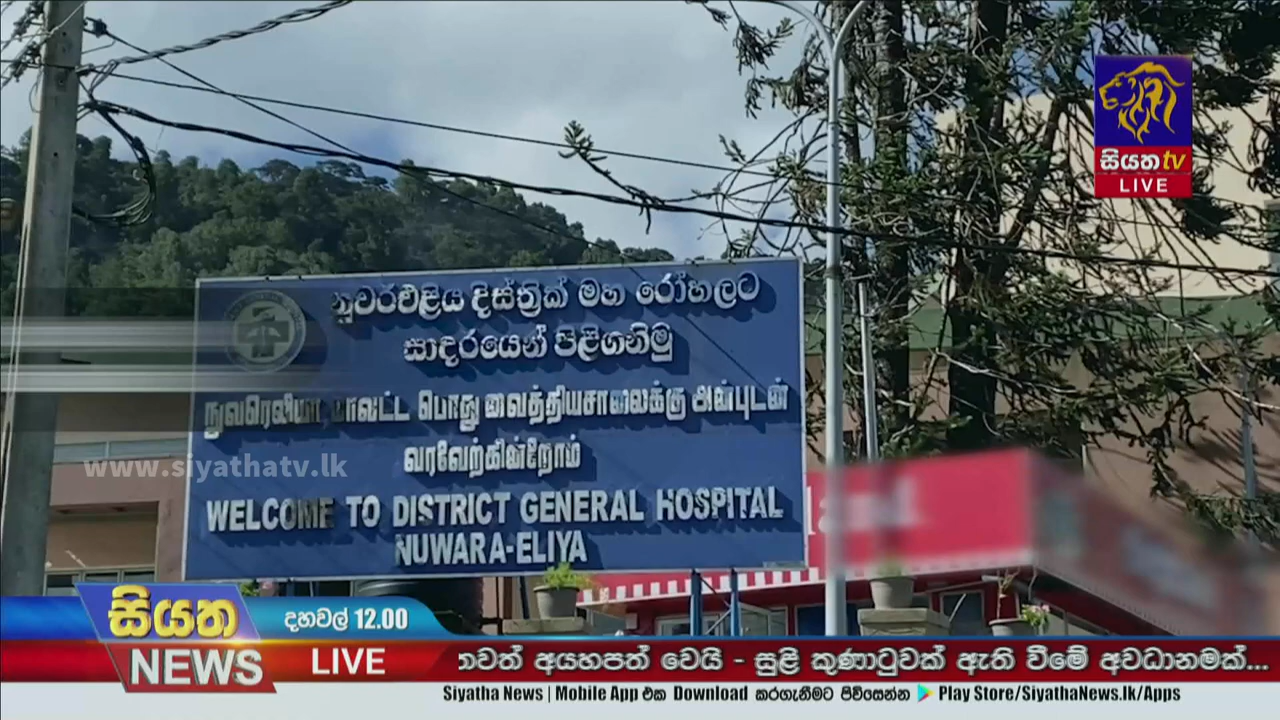 සියත tv
LIVE
නුවරඑළිය දිස්ත්‍රික් මහ රෝහලට
සාදරයෙන් පිළිගනිමු
நுவரெலியா, மாவட்ட பொது வைத்தியசாலைக்கு அன்புடன்
வரவேற்கின்றோம்
www.siyathatv.lk
WELCOME TO DISTRICT GENERAL HOSPITAL
NUWARA-ELIYA
සියත
NEWS
දහවල් 12.00
LIVE
අයහපත් වෙයි - සුළි කුණාටුවක් ඇති වීමේ අවධානමක්...
Siyatha News | Mobile App එක Download කරගැනීමට පිවිසෙන්න Play Store/SiyathaNews.lk/Apps